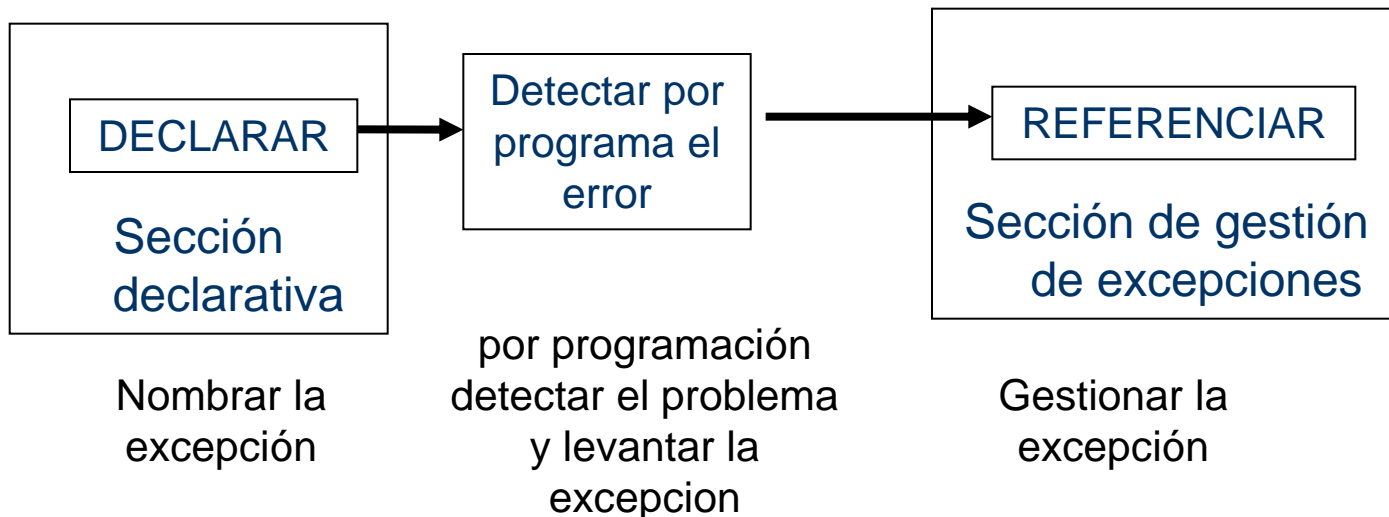 DECLARAR
Sección
declarativa
Nombrar la
excepción
Detectar por
programa el
error
por programación
detectar el problema
y levantar la
excepcion
REFERENCIAR
Sección de gestión
de excepciones
Gestionar la
excepción